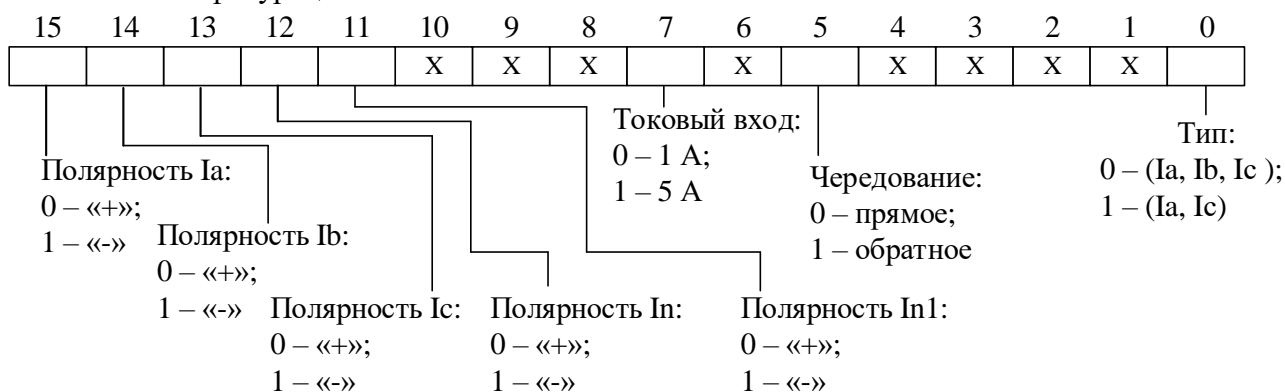 15 14 13 12 11 10 9 8 7 6 5 4 3 2 1 0
X X X X X X X X
Токовый вход:
0 – 1 А;
1 – 5 А
Тип:
0 – (Ia, Ib, Ic );
1 – (Ia, Ic)
Чередование:
0 – прямое;
1 – обратное
Полярность Ia:
0 – «+»;
1 – «-»
Полярность Ib:
0 – «+»;
1 – «-»
Полярность Ic:
0 – «+»;
1 – «-»
Полярность In:
0 – «+»;
1 – «-»
Полярность In1:
0 – «+»;
1 – «-»